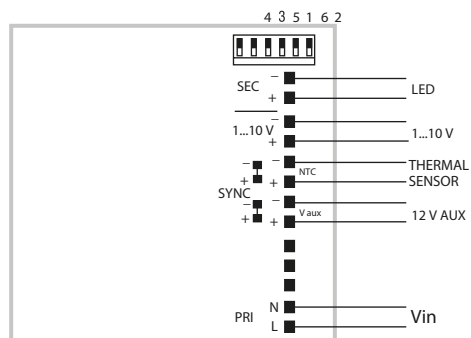 4 3 5 1 6 2
SEC
−
+
LED
1...10 V
−
+
1...10 V
−
+
NTC
−
+
THERMAL
SENSOR
SYNC
−
+
V aux
−
+
12 V AUX
PRI
N
L
Vin